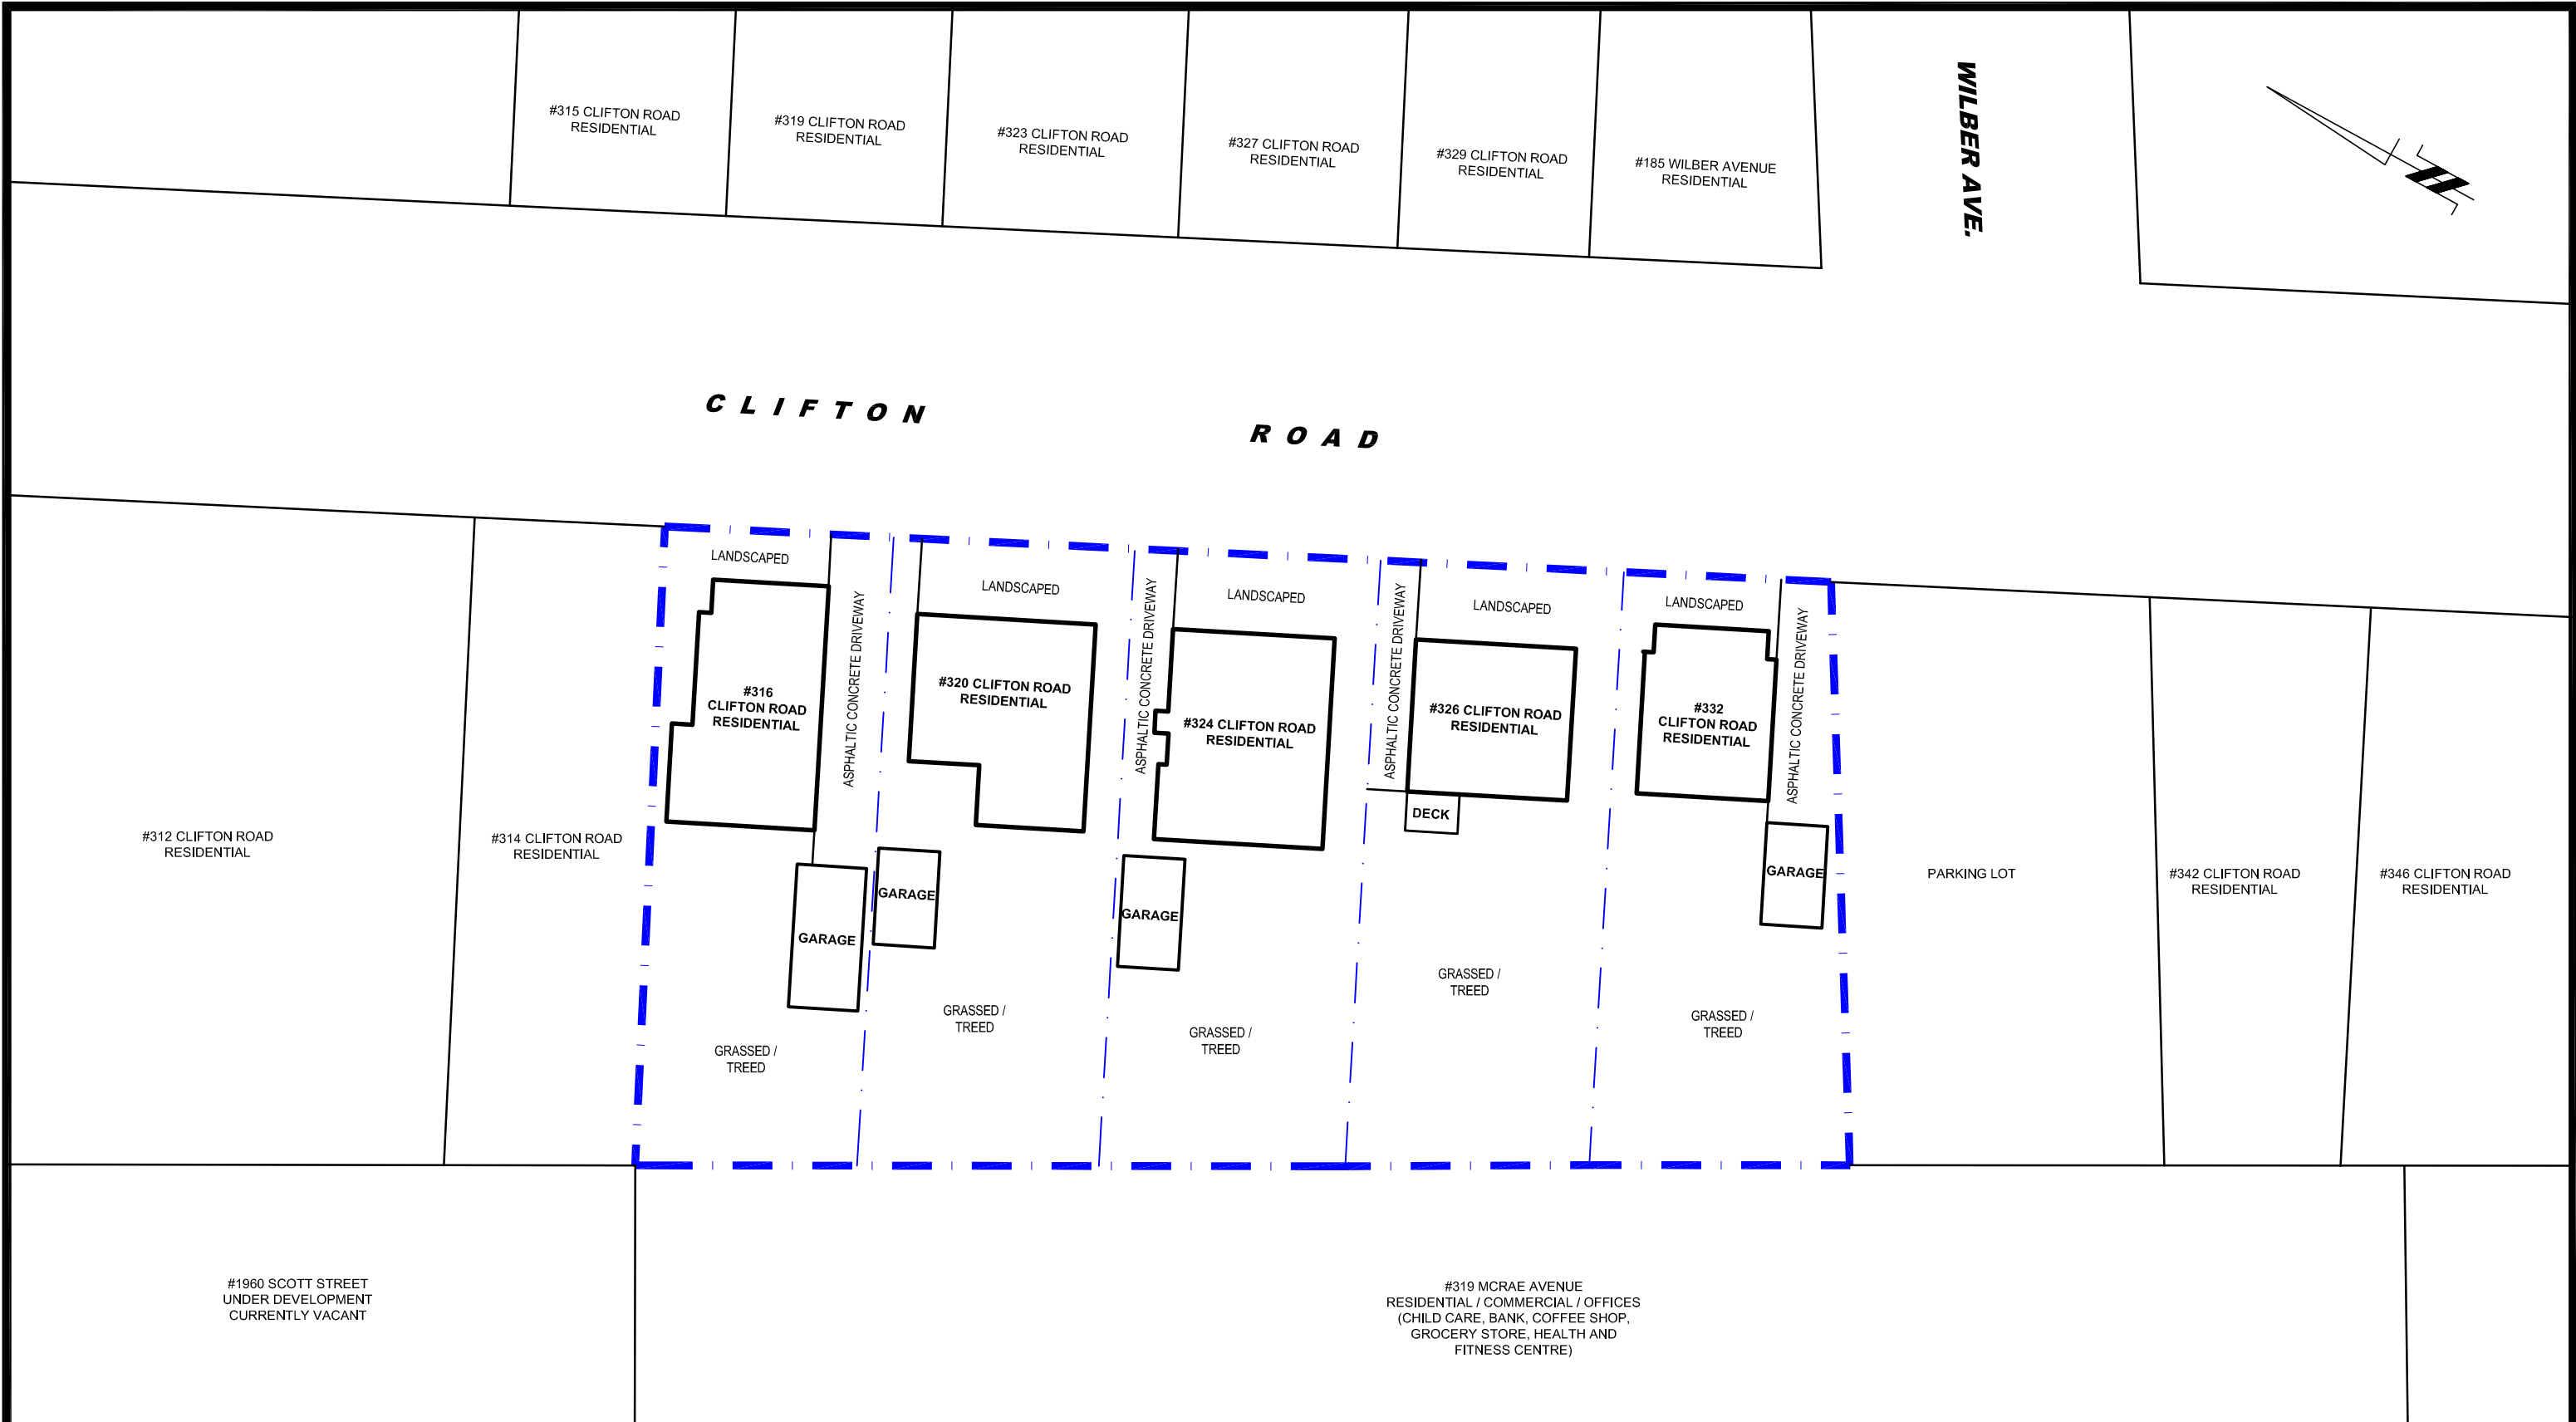 #315 CLIFTON ROAD
RESIDENTIAL
#319 CLIFTON ROAD
RESIDENTIAL
#323 CLIFTON ROAD
RESIDENTIAL
#327 CLIFTON ROAD
RESIDENTIAL
#329 CLIFTON ROAD
RESIDENTIAL
#185 WILBER AVENUE
RESIDENTIAL
WILBER AVE.
CLIFTON ROAD
LANDSCAPED
LANDSCAPED
LANDSCAPED
LANDSCAPED
LANDSCAPED
#316
CLIFTON ROAD
RESIDENTIAL
ASPHALTIC CONCRETE DRIVEWAY
#320 CLIFTON ROAD
RESIDENTIAL
ASPHALTIC CONCRETE DRIVEWAY
#324 CLIFTON ROAD
RESIDENTIAL
ASPHALTIC CONCRETE DRIVEWAY
#326 CLIFTON ROAD
RESIDENTIAL
#332
CLIFTON ROAD
RESIDENTIAL
ASPHALTIC CONCRETE DRIVEWAY
DECK
#312 CLIFTON ROAD
RESIDENTIAL
#314 CLIFTON ROAD
RESIDENTIAL
GARAGE
GARAGE
GARAGE
GARAGE
PARKING LOT
#342 CLIFTON ROAD
RESIDENTIAL
#346 CLIFTON ROAD
RESIDENTIAL
GRASSED /
TREED
GRASSED /
TREED
GRASSED /
TREED
GRASSED /
TREED
GRASSED /
TREED
#1960 SCOTT STREET
UNDER DEVELOPMENT
CURRENTLY VACANT
#319 MCRAE AVENUE
RESIDENTIAL / COMMERCIAL / OFFICES
(CHILD CARE, BANK, COFFEE SHOP,
GROCERY STORE, HEALTH AND
FITNESS CENTRE)